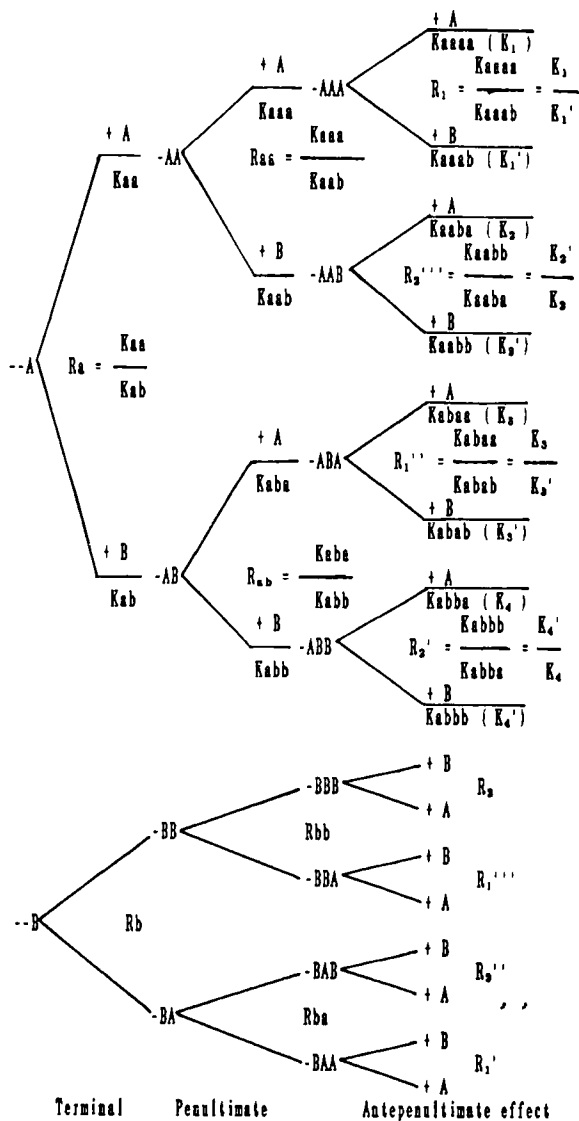 + A
Kaaaa ( K₁ )
+ A
-AAA
Kaaa
R₁ = Kaaaa / Kaaab = K₁ / K₁'
+ B
Kaaab ( K₁' )
+ A
-AA
Kaa
Raa = Kaaa / Kaab
+ A
Kaaba ( K₂ )
+ B
-AAB
Kaab
R₂''' = Kaabb / Kaaba = K₂' / K₂
+ B
Kaabb ( K₂' )
--A
Ra = Kaa / Kab
+ A
Kabaa ( K₃ )
+ A
-ABA
Kaba
R₁'' = Kabaa / Kabab = K₃ / K₃'
+ B
Kabab ( K₃' )
+ B
-AB
Kab
Rab = Kaba / Kabb
+ A
Kabba ( K₄ )
+ B
-ABB
Kabb
R₂' = Kabbb / Kabba = K₄' / K₄
+ B
Kabbb ( K₄' )
+ B
-BBB
R₂
+ A
-BB
Rbb
+ B
-BBA
R₁'''
+ A
--B
Rb
+ B
-BAB
R₂''
+ A
, ,
-BA
Rba
+ B
-BAA
R₁'
+ A
Terminal Penultimate Antepenultimate effect